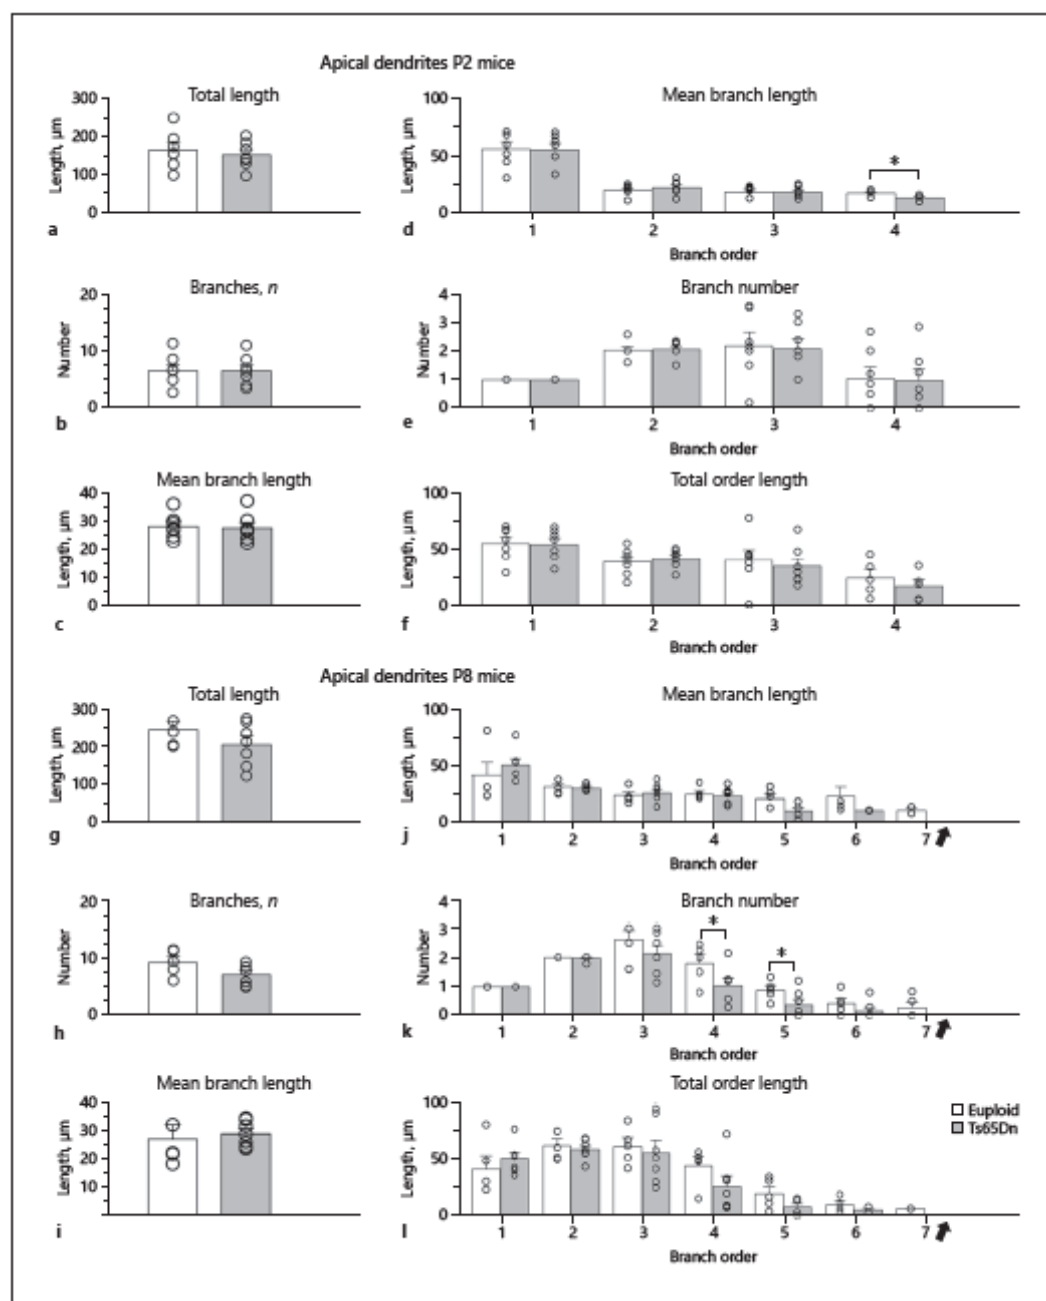 Apical dendrites P2 mice
Total length
Length, µm
300
200
100
0
a
Mean branch length
Length, µm
100
50
0
*
1 2 3 4
d
Branch order
Branches, n
Number
20
10
0
b
Branch number
Number
4
3
2
1
0
1 2 3 4
e
Branch order
Mean branch length
Length, µm
40
30
20
10
0
c
Total order length
Length, µm
100
50
0
1 2 3 4
f
Branch order
Apical dendrites P8 mice
Total length
Length, µm
300
200
100
0
g
Mean branch length
Length, µm
100
50
0
1 2 3 4 5 6 7
j
Branch order
Branches, n
Number
20
10
0
h
Branch number
Number
4
3
2
1
0
* *
1 2 3 4 5 6 7
k
Branch order
Mean branch length
Length, µm
40
30
20
10
i
Total order length
Length, µm
100
50
0
Euploid
Ts65Dn
1 2 3 4 5 6 7
l
Branch order